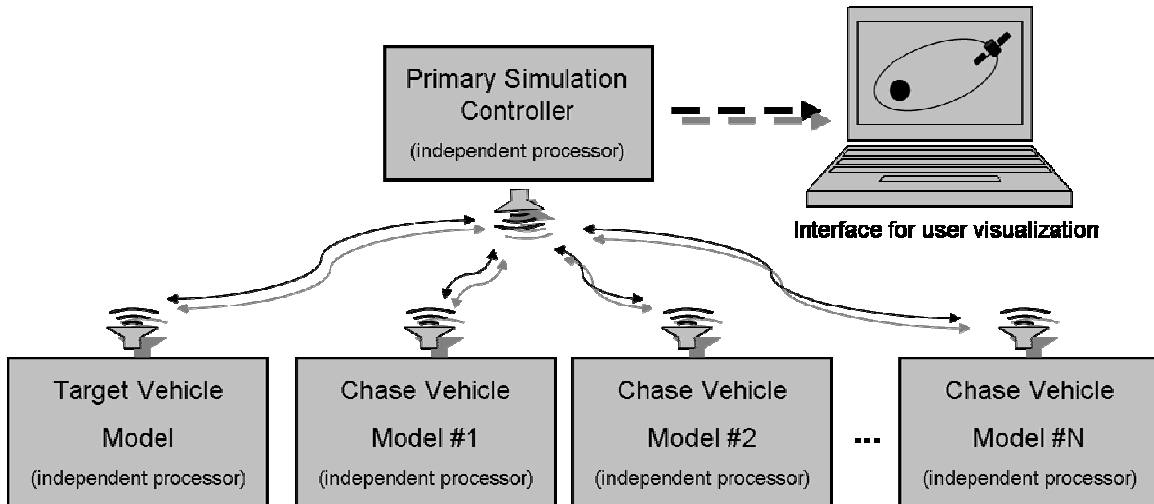 Primary Simulation
Controller
(independent processor)
Interface for user visualization
Target Vehicle
Model
(independent processor)
Chase Vehicle
Model #1
(independent processor)
Chase Vehicle
Model #2
(independent processor)
...
Chase Vehicle
Model #N
(independent processor)